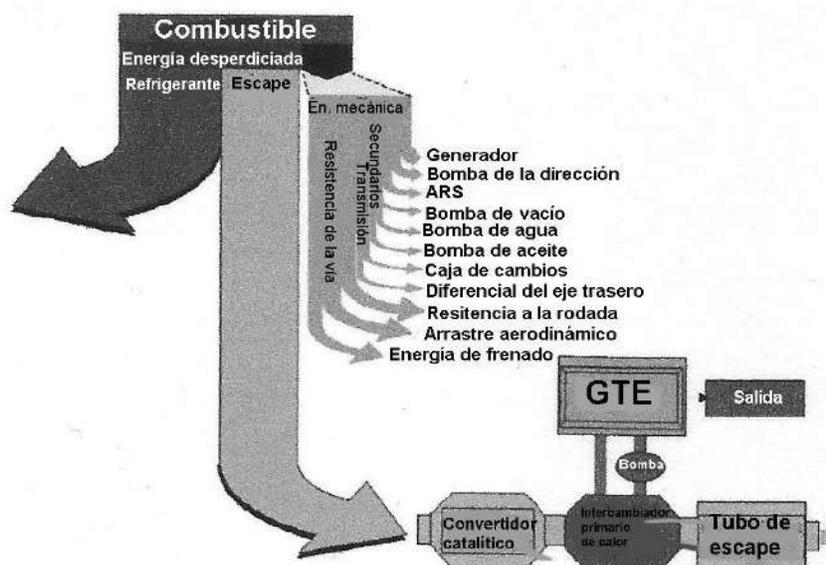 Combustible
Energía desperdiciada
Refrigerante
Escape
En. mecánica
Secundarios
Transmisión
Resistencia de la vía
Generador
Bomba de la dirección
ARS
Bomba de vacío
Bomba de agua
Bomba de aceite
Caja de cambios
Diferencial del eje trasero
Resitencia a la rodada
Arrastre aerodinámico
Energía de frenado
GTE
Salida
Bomba
Convertidor
catalítico
Intercambiador
primario
de calor
Tubo de
escape